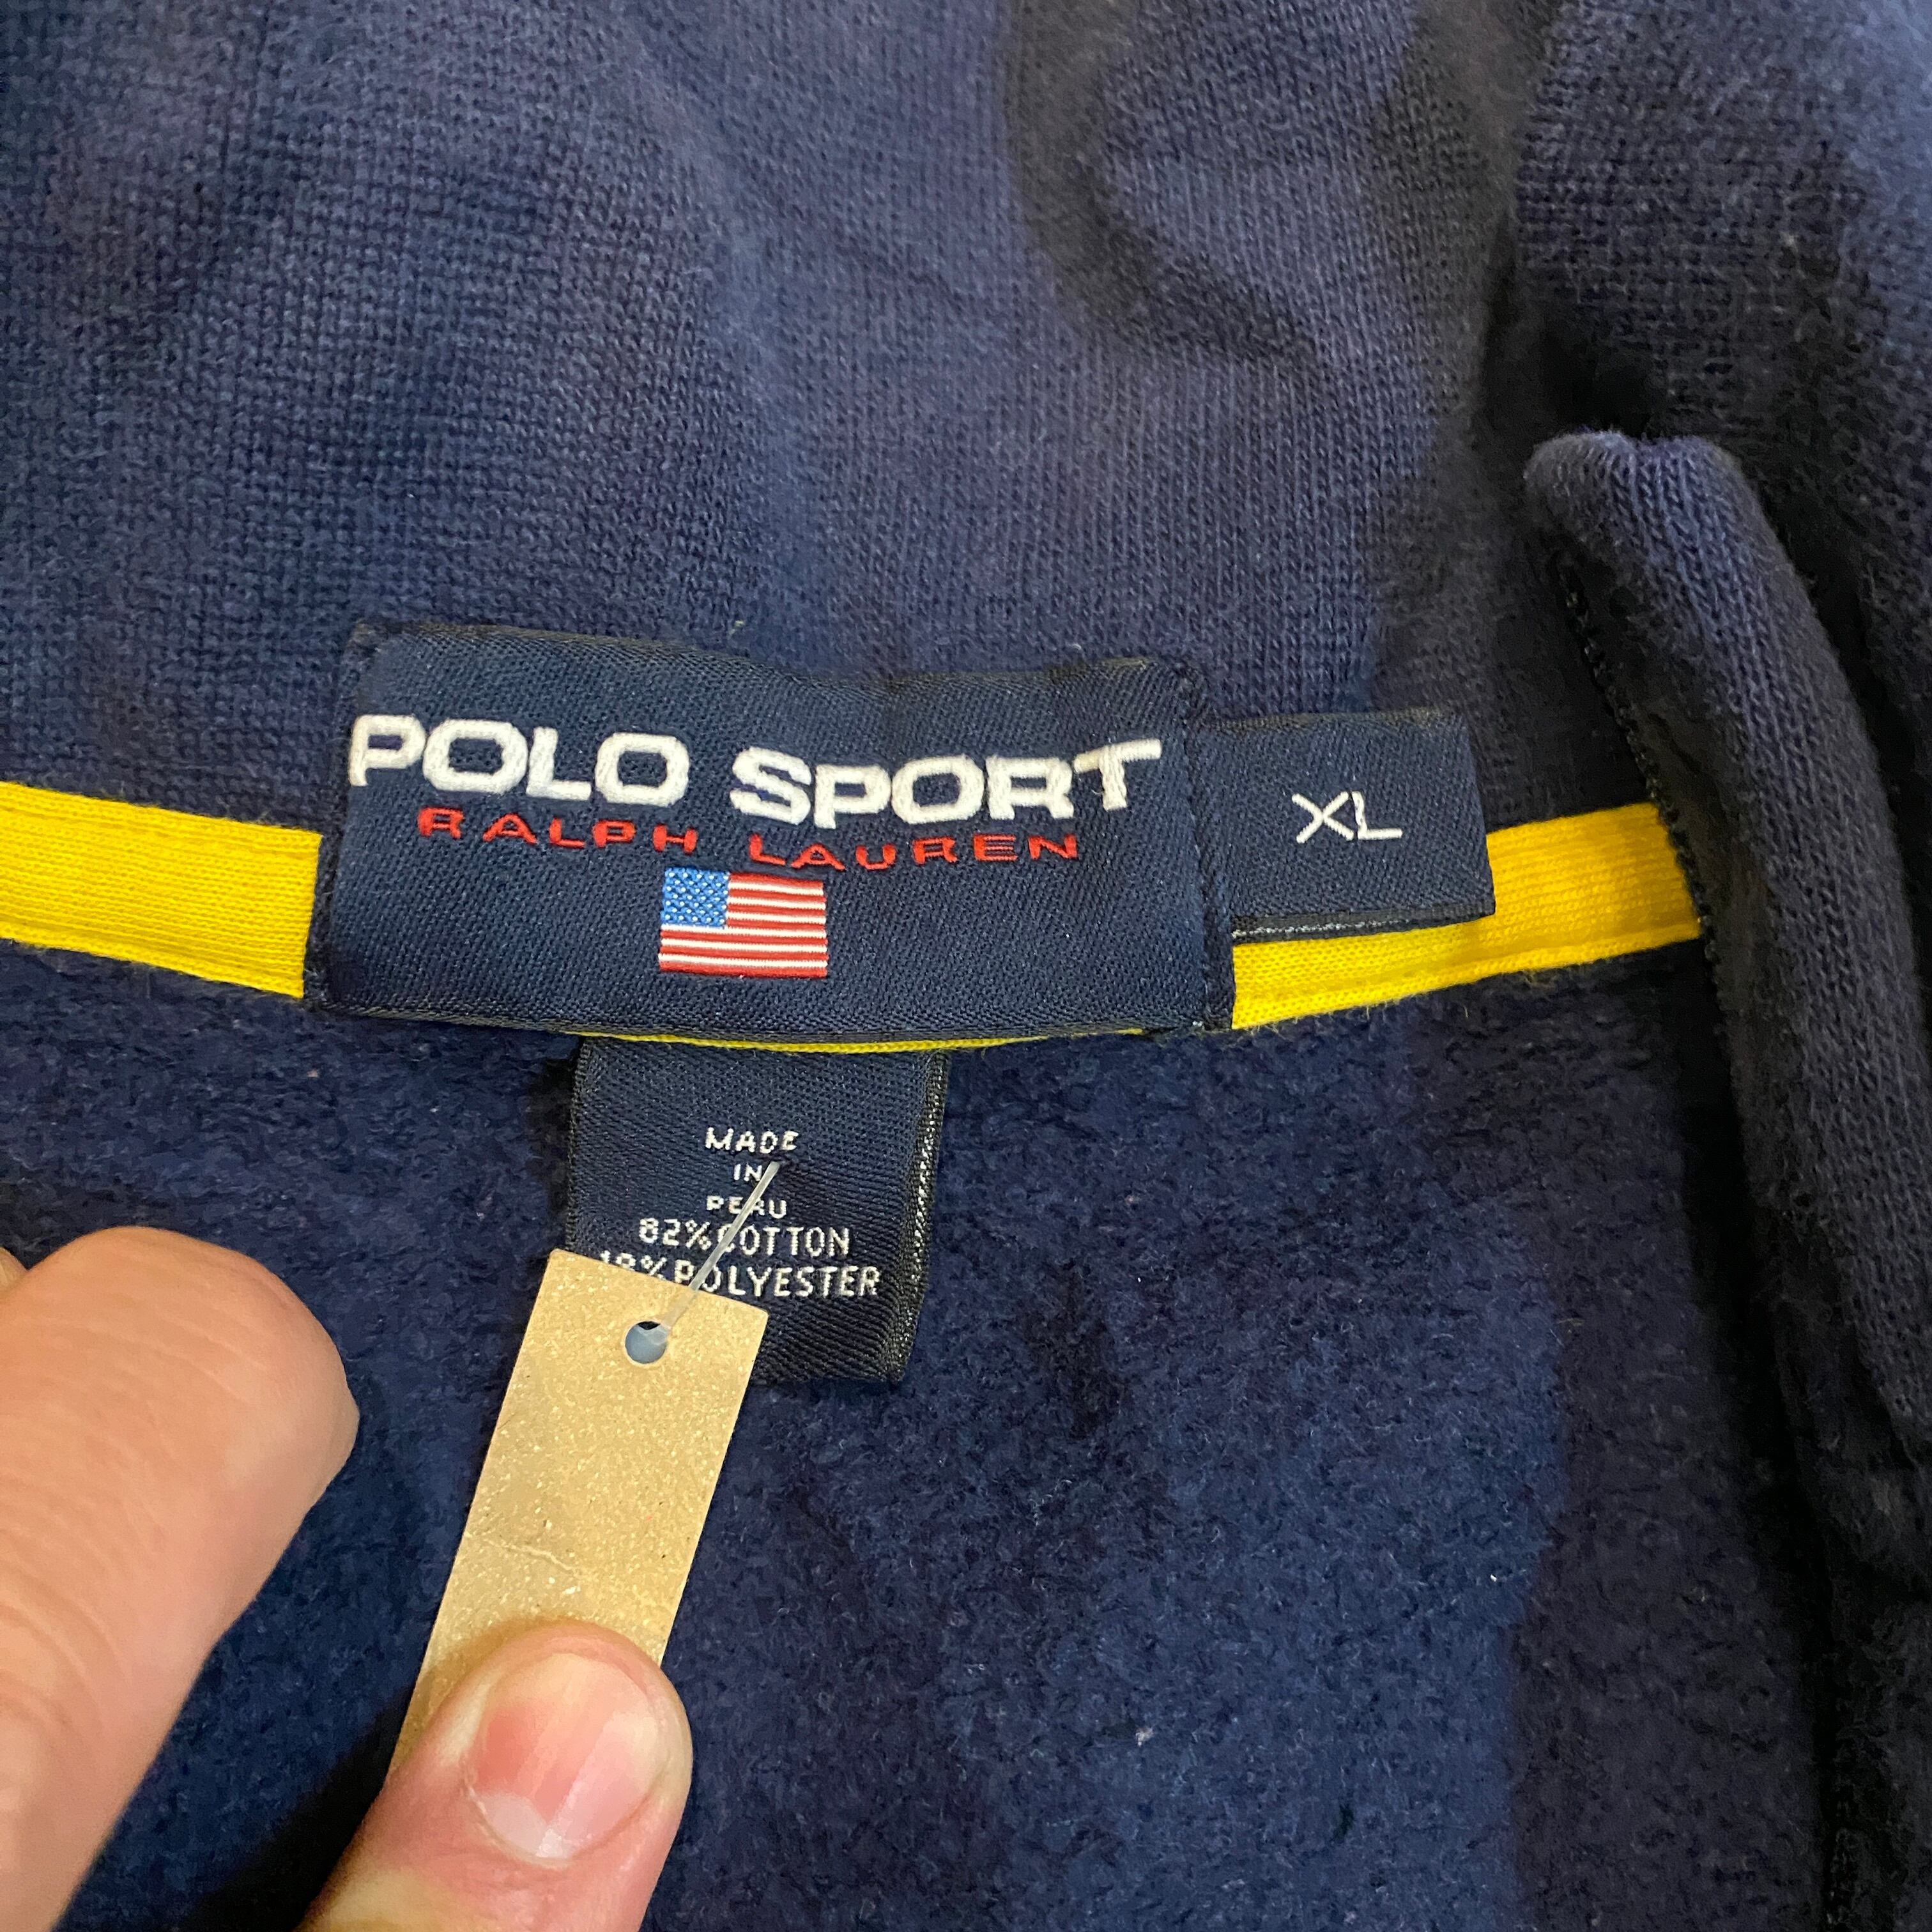 POLO SPORT
RALPH LAUREN
XL
MADE
IN
PERU
82% COTTON
18% POLYESTER